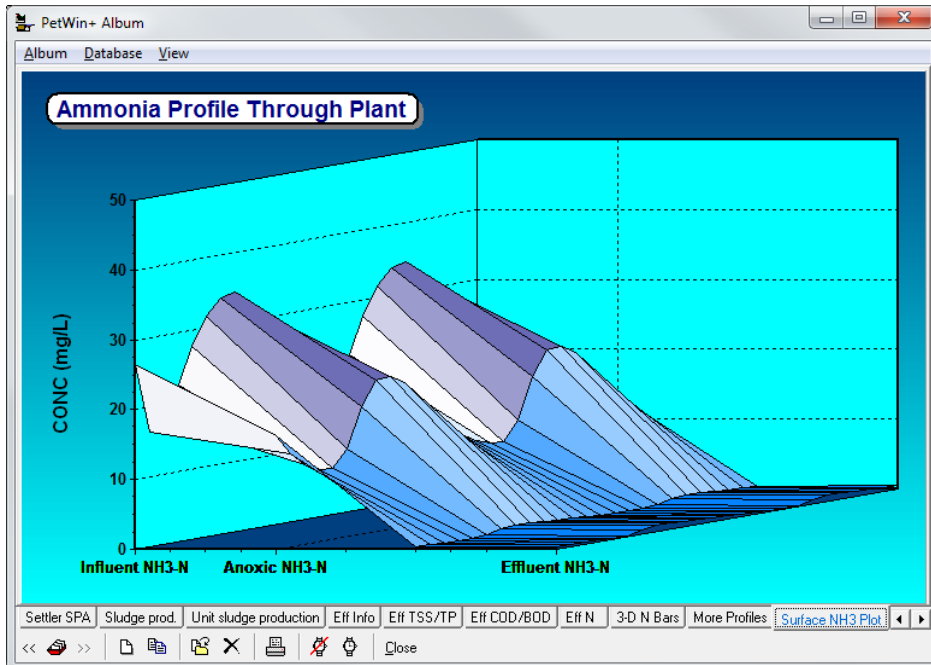 PetWin+ Album
Album Database View
Ammonia Profile Through Plant
50
40
30
20
10
0
CONC (mg/L)
Influent NH3-N Anoxic NH3-N Effluent NH3-N
Settler SPA Sludge prod. Unit sludge production Eff Info Eff TSS/TP Eff COD/BOD Eff N 3-D N Bars More Profiles Surface NH3 Plot
<< >> Close